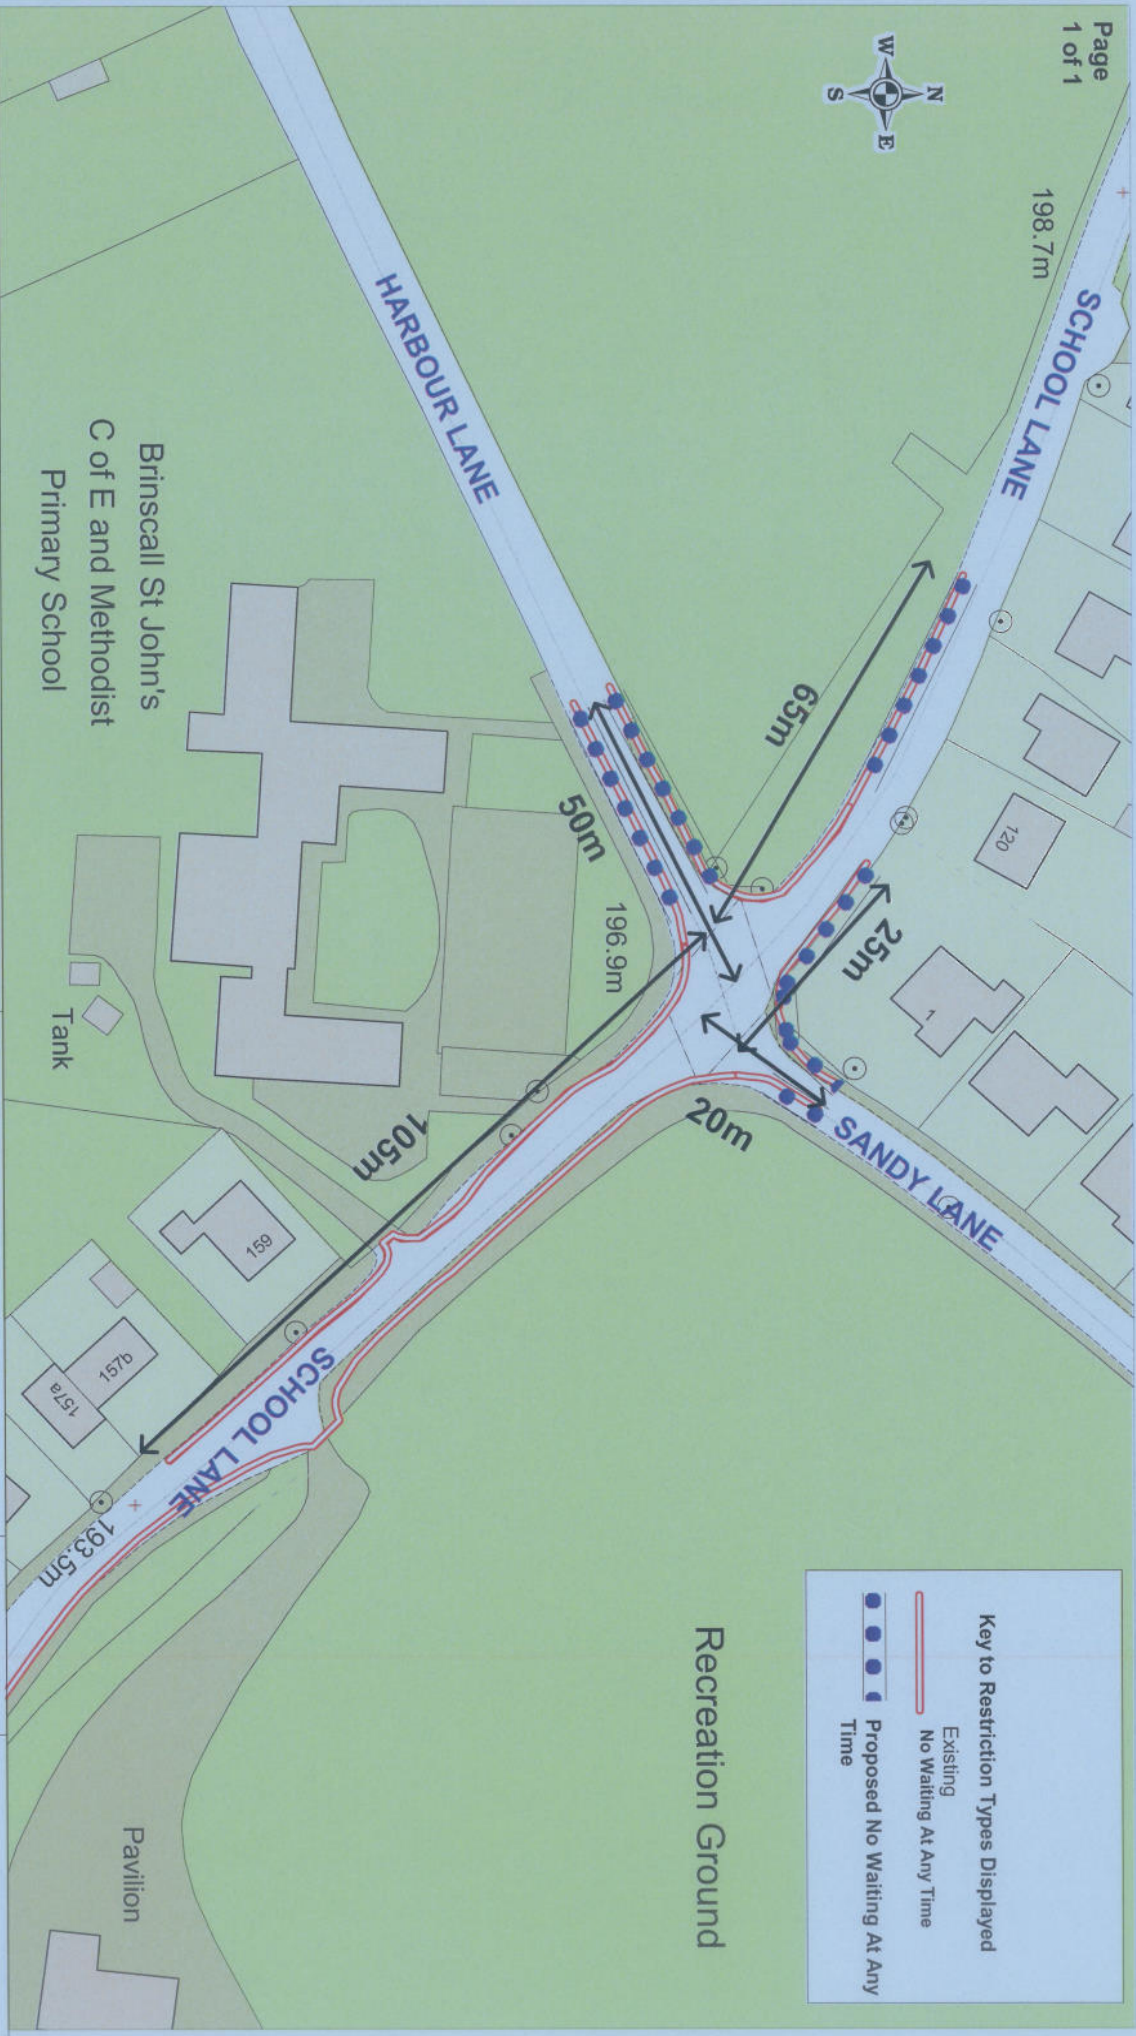 Page
1 of 1
W
N
S
E
198.7m
SCHOOL LANE
HARBOUR LANE
65m
120
50m
25m
1
196.9m
Brinscall St John's
C of E and Methodist
Primary School
Tank
20m
SANDY LANE
105m
159
157b
157a
SCHOOL LANE
193.5m
Key to Restriction Types Displayed
Existing
No Waiting At Any Time
Proposed No Waiting At Any
Time
Recreation Ground
Pavilion